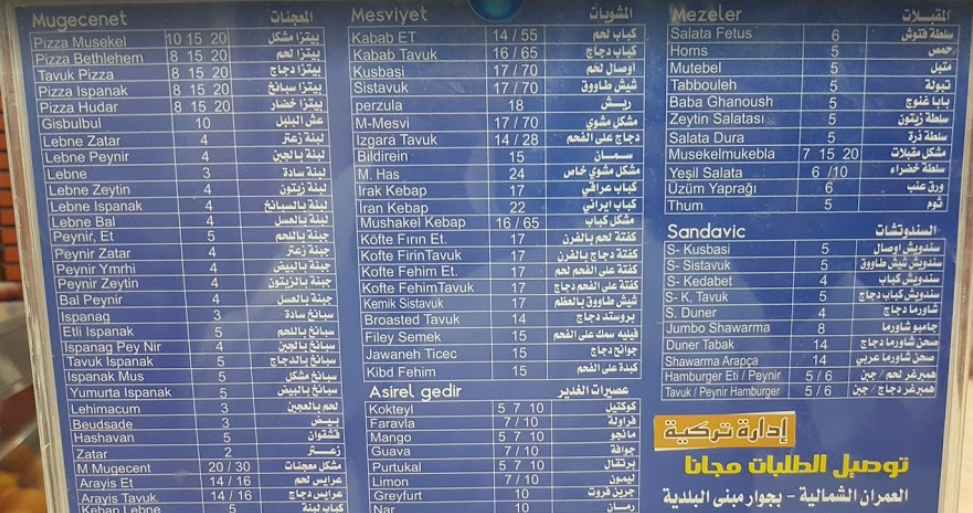 Mugecenet المعجنات
Pizza Musekel 10 15 20 بيتزا مشكل
Pizza Bethlehem 8 15 20 بيتزا لحم
Tavuk Pizza 8 15 20 بيتزا دجاج
Pizza Ispanak 8 15 20 بيتزا سبانخ
Pizza Hudar 8 15 20 بيتزا خضار
Gisbulbul 10 عش البلبل
Lebne Zatar 4 لبنة زعتر
Lebne Peynir 4 لبنة بالجبن
Lebne 3 لبنة سادة
Lebne Zeytin 4 لبنة زيتون
Lebne Ispanak 4 لبنة بالسبانخ
Lebne Bal 4 لبنة بالعسل
Peynir, Et 5 جبنة باللحم
Peynir Zatar 4 جبنة زعتر
Peynir Ymrhi 4 جبنة بالبيض
Peynir Zeytin 4 جبنة بالزيتون
Bal Peynir 4 جبنة بالعسل
Ispanag 3 سبانخ سادة
Etli Ispanak 5 سبانخ باللحم
Ispanag Pey Nir 4 سبانخ بالجبن
Tavuk Ispanak 5 سبانخ بالدجاج
Ispanak Mus 5 سبانخ مشكل
Yumurta Ispanak 5 سبانخ بالبيض
Lehimacum 3 لحم بالعجين
Beudsade 3 بيض
Hashavan 5 قشقوان
Zatar 2 زعتر
M Mugecent 20 / 30 مشكل معجنات
Arayis Et 14 / 16 عرايس لحم
Arayis Tavuk 14 / 16 عرايس دجاج
Kebap Lebne 5 كباب لبنة
Mesviyet المشويات
Kabab ET 14 / 55 كباب لحم
Kabab Tavuk 16 / 65 كباب دجاج
Kusbasi 17 / 70 اوصال لحم
Sistavuk 17 / 70 شيش طاووق
perzula 18 ريش
M-Mesvi 17 / 70 مشكل مشوي
Izgara Tavuk 14 / 28 دجاج على الفحم
Bildirein 15 سمان
M. Has 24 مشكل مشوي خاص
Irak Kebap 17 كباب عراقي
Iran Kebap 22 كباب ايراني
Mushakel Kebap 16 / 65 مشكل كباب
Köfte Fırın Et. 17 كفتة لحم بالفرن
Kofte FirinTavuk 17 كفتة دجاج بالفرن
Kofte Fehim Et. 17 كفتة على الفحم لحم
Kofte FehimTavuk 17 كفتة على الفحم دجاج
Kemik Sistavuk 17 شيش طاووق بالعظم
Broasted Tavuk 14 بروستد دجاج
Filey Semek 15 فيليه سمك على الفحم
Jawaneh Ticec 15 جوانح دجاج
Kibd Fehim 15 كبدة على الفحم
Asirel gedir عصيرات الغدير
Kokteyl 5 7 10 كوكتيل
Faravla 7 / 10 فراولة
Mango 5 7 10 مانجو
Guava 7 / 10 جوافة
Purtukal 5 7 10 برتقال
Limon 7 / 10 ليمون
Greyfurt 10 جرين فروت
Nar 10 رمان
Mezeler المقبلات
Salata Fetus 6 سلطة فتوش
Homs 5 حمص
Mutebel 5 متبل
Tabbouleh 5 تبولة
Baba Ghanoush 5 بابا غنوج
Zeytin Salatası 5 سلطة زيتون
Salata Dura 5 سلطة ذرة
Musekelmukebla 7 15 20 مشكل مقبلات
Yeşil Salata 6 /10 سلطة خضراء
Üzüm Yaprağı 6 ورق عنب
Thum 5 ثوم
Sandavic السندوتشات
S- Kusbasi 5 سندويش اوصال
S- Sistavuk 5 سندويش شيش طاووق
S- Kedabet 4 سندويش كباب
S- K, Tavuk 5 سندويش كباب دجاج
S. Duner 4 شاورما دجاج
Jumbo Shawarma 8 جامبو شاورما
Duner Tabak 14 صحن شاورما دجاج
Shawarma Arapça 14 صحن شاورما عربي
Hamburger Eti / Peynir 5 / 6 همبرغر لحم / جبن
Tavuk / Peynir Hamburger 5 / 6 همبرغر دجاج / جبن
إدارة تركية
توصيل الطلبات مجانا
العمران الشمالية - بجوار مبنى البلدية